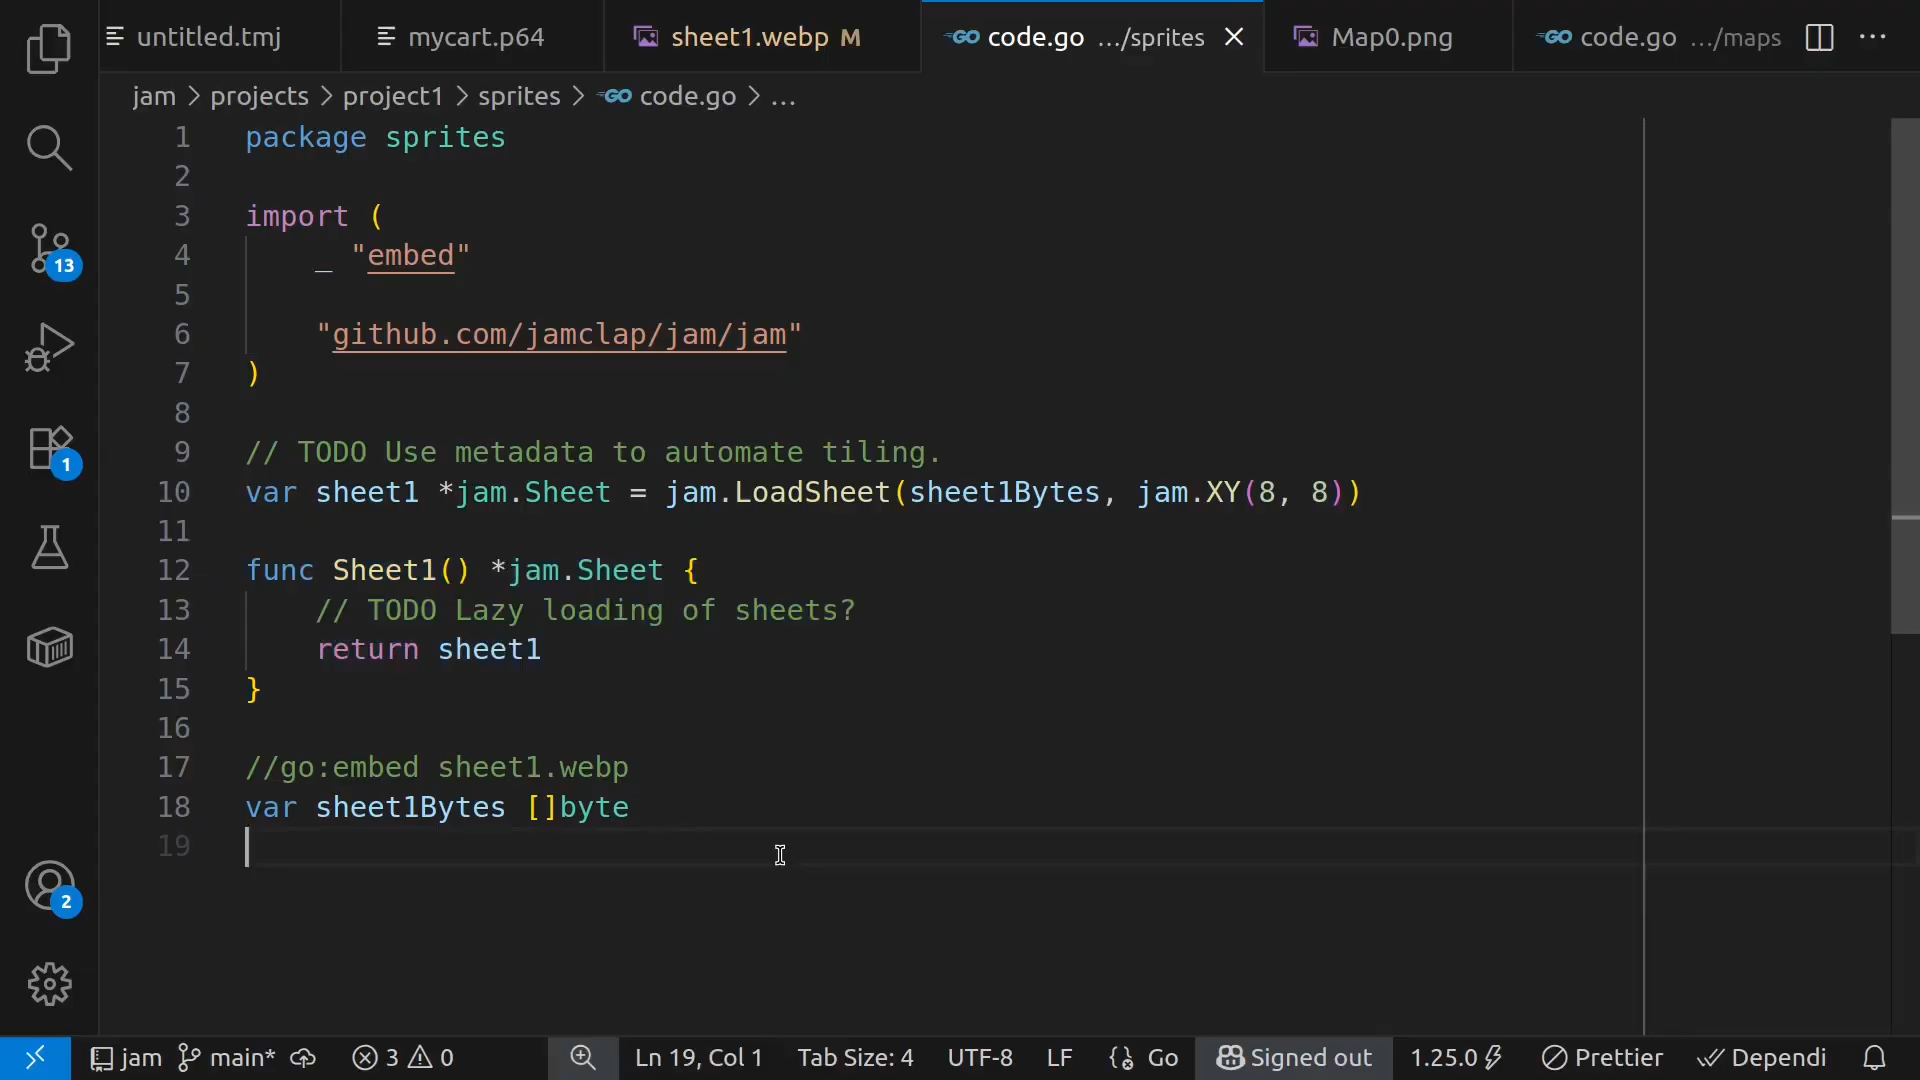 untitled.tmj mycart.p64 sheet1.webp M GO code.go .../sprites Map0.png GO code.go .../maps
jam > projects > project1 > sprites > GO code.go > ...
1 package sprites
2
3 import (
4 _ "embed"
5
6 "github.com/jamclap/jam/jam"
7 )
8
9 // TODO Use metadata to automate tiling.
10 var sheet1 *jam.Sheet = jam.LoadSheet(sheet1Bytes, jam.XY(8, 8))
11
12 func Sheet1() *jam.Sheet {
13 // TODO Lazy loading of sheets?
14 return sheet1
15 }
16
17 //go:embed sheet1.webp
18 var sheet1Bytes []byte
19
13
1
2
jam main* 3 0 Ln 19, Col 1 Tab Size: 4 UTF-8 LF Go Signed out 1.25.0 Prettier Dependi